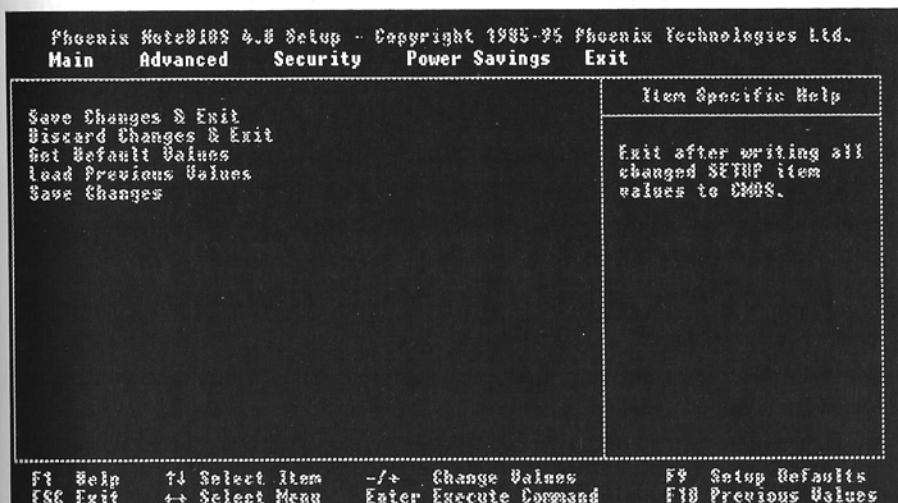 Phoenix NoteBIOS 4.0 Setup - Copyright 1985-95 Phoenix Technologies Ltd.
Main Advanced Security Power Savings Exit
Save Changes & Exit
Discard Changes & Exit
Get Default Values
Load Previous Values
Save Changes
Item Specific Help
Exit after writing all
changed SETUP item
values to CMOS.
F1 Help ↑↓ Select Item -/+ Change Values F9 Setup Defaults
ESC Exit ↔ Select Menu Enter Execute Command F10 Previous Values